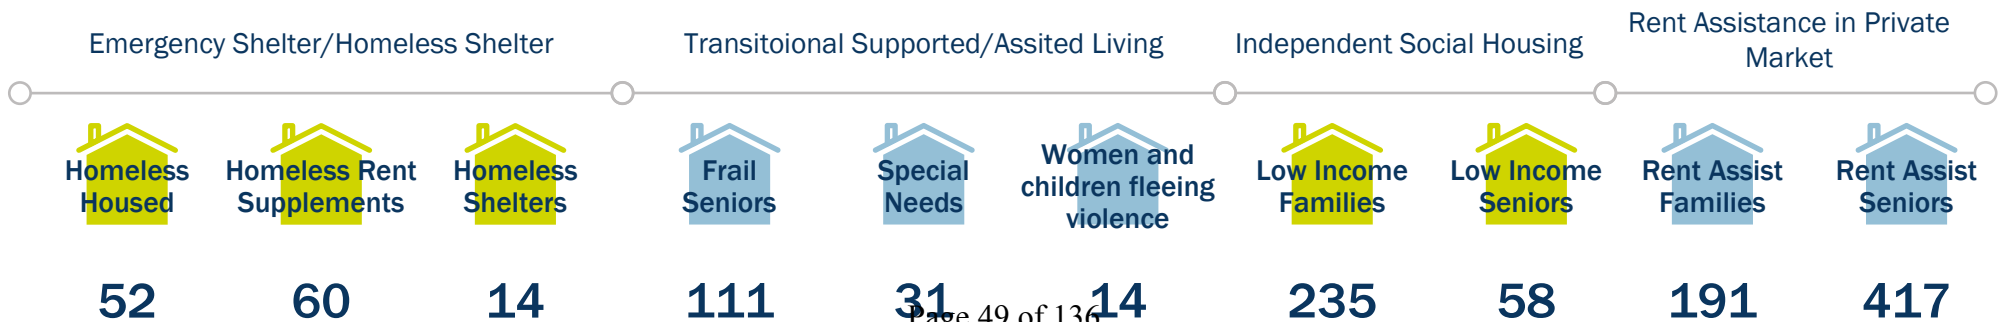 Emergency Shelter/Homeless Shelter
Transitoional Supported/Assited Living
Independent Social Housing
Rent Assistance in Private
Market
Homeless
Housed
Homeless Rent
Supplements
Homeless
Shelters
Frail
Seniors
Special
Needs
Women and
children fleeing
violence
Low Income
Families
Low Income
Seniors
Rent Assist
Families
Rent Assist
Seniors
52
60
14
111
31
14
235
58
191
417
Page 49 of 136